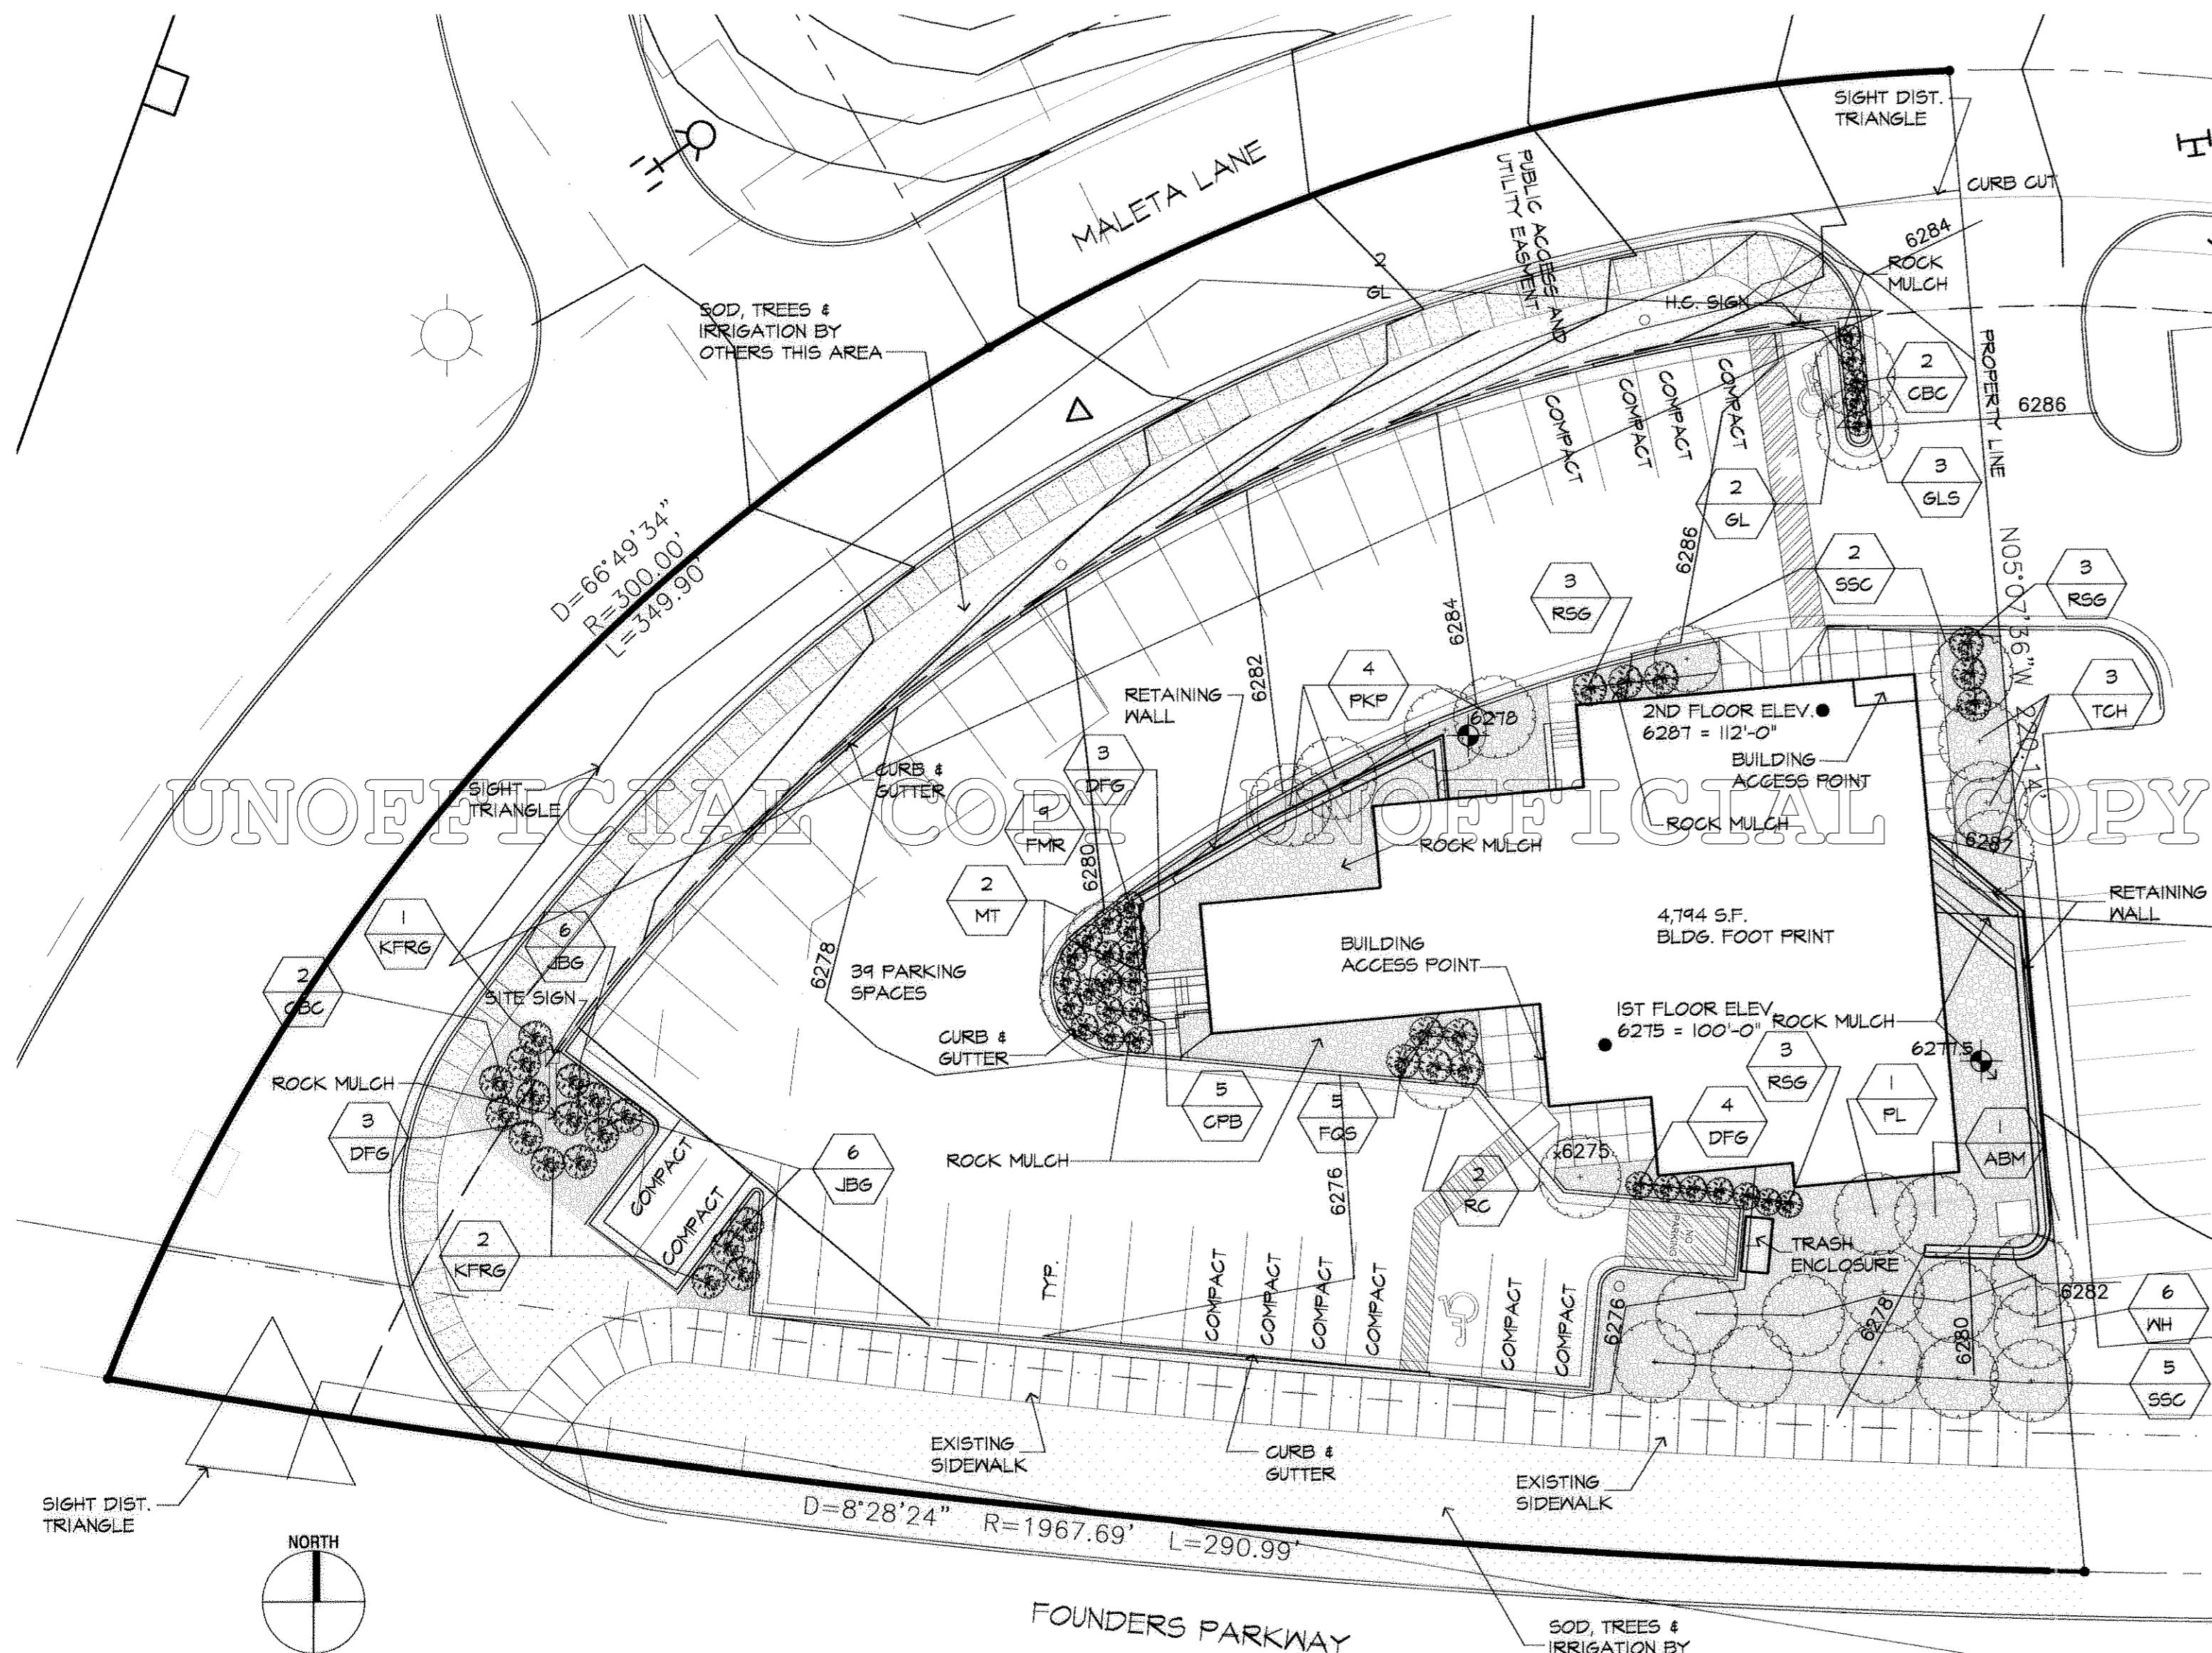 SIGHT DIST.
TRIANGLE
CURB CUT
MALETA LANE
PUBLIC ACCESS AND
UTILITY EASMENT
6284
ROCK
MULCH
2
GL
H.C. SIGN
SOD, TREES &
IRRIGATION BY
OTHERS THIS AREA
PROPERTY LINE
2
CBC
6286
COMPACT
COMPACT
COMPACT
COMPACT
3
GLS
2
GL
D=66°49'34"
R=300.00'
L=349.90'
6286
2
SSC
3
RSG
3
RSG
N05°07'36"W 220.14'
6284
6282
4
PKP
3
TCH
RETAINING
WALL
6278
2ND FLOOR ELEV.
6287 = 112'-0"
BUILDING
ACCESS POINT
3
DFG
CURB &
GUTTER
SIGHT
TRIANGLE
UNOFFICIAL COPY UNOFFICIAL COPY
9
FMR
6280
ROCK MULCH
ROCK MULCH
6287
2
MT
RETAINING
WALL
1
KFRG
6
JBG
4,794 S.F.
BLDG. FOOT PRINT
BUILDING
ACCESS POINT
2
CBC
6278
39 PARKING
SPACES
SITE SIGN
1ST FLOOR ELEV.
6275 = 100'-0"
ROCK MULCH
CURB &
GUTTER
6277.5
3
RSG
ROCK MULCH
5
CPB
5
FQS
4
DFG
1
PL
3
DFG
1
ABM
COMPACT
COMPACT
6
JBG
ROCK MULCH
6276
2
RC
x6275
NO
PARKING
2
KFRG
TRASH
ENCLOSURE
TYP.
COMPACT
COMPACT
COMPACT
COMPACT
COMPACT
COMPACT
6276
6278
6280
6282
6
WH
5
SSC
EXISTING
SIDEWALK
CURB &
GUTTER
EXISTING
SIDEWALK
SIGHT DIST.
TRIANGLE
D=8°28'24" R=1967.69' L=290.99'
NORTH
FOUNDERS PARKWAY
SOD, TREES &
IRRIGATION BY